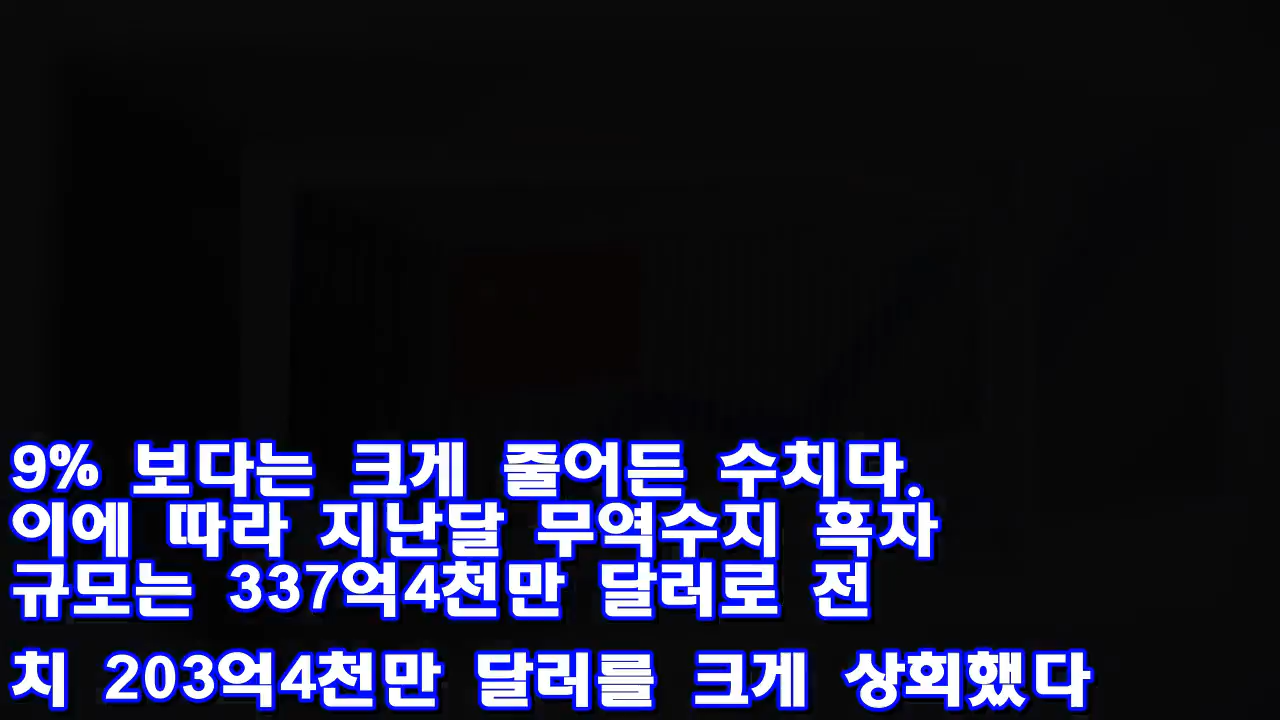 9% 보다는 크게 줄어든 수치다.
이에 따라 지난달 무역수지 흑자
규모는 337억4천만 달러로 전
치 203억4천만 달러를 크게 상회했다